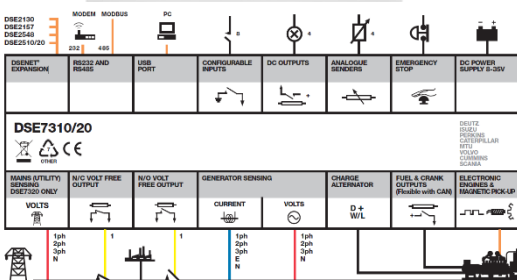 DSE2130
DSE2157
DSE2548
DSE2510/20
MODEM MODBUS
PC
232 485
8
4
4
- +
DSENET®
EXPANSION
RS232 AND
RS485
USB
PORT
CONFIGURABLE
INPUTS
DC OUTPUTS
ANALOGUE
SENDERS
EMERGENCY
STOP
DC POWER
SUPPLY 8-35V
+
DSE7310/20
OTHER
CE
DEUTZ
ISUZU
PERKINS
CATERPILLAR
MTU
VOLVO
CUMMINS
SCANIA
MAINS (UTILITY)
SENSING
DSE7320 ONLY
N/C VOLT FREE
OUTPUT
N/O VOLT
FREE OUTPUT
GENERATOR SENSING
CHARGE
ALTERNATOR
FUEL & CRANK
OUTPUTS
(Flexible with CAN)
ELECTRONIC
ENGINES &
MAGNETIC PICK-UP
VOLTS
CURRENT
VOLTS
D+
W/L
1ph
2ph
3ph
N
1
1
1ph
2ph
3ph
E
N
1ph
2ph
3ph
N